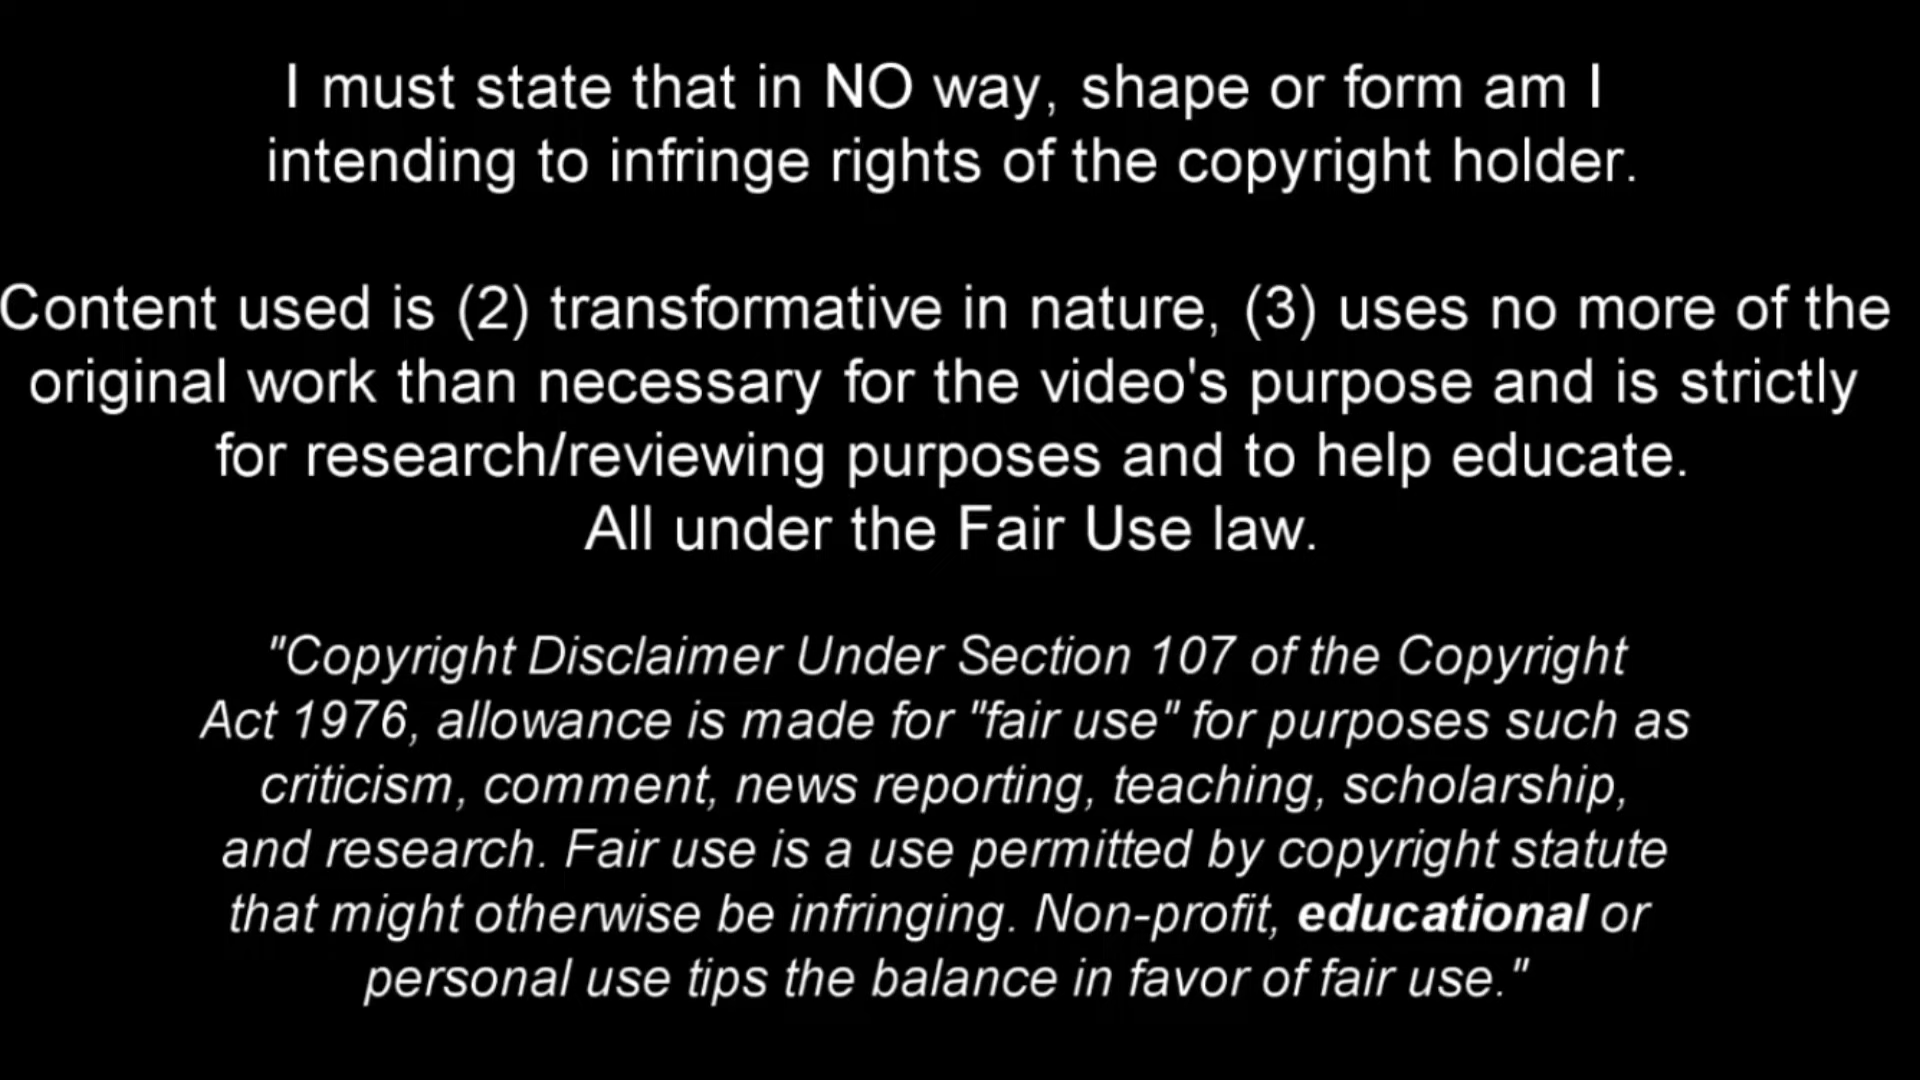 I must state that in NO way, shape or form am I
intending to infringe rights of the copyright holder.
Content used is (2) transformative in nature, (3) uses no more of the
original work than necessary for the video's purpose and is strictly
for research/reviewing purposes and to help educate.
All under the Fair Use law.
"Copyright Disclaimer Under Section 107 of the Copyright
Act 1976, allowance is made for "fair use" for purposes such as
criticism, comment, news reporting, teaching, scholarship,
and research. Fair use is a use permitted by copyright statute
that might otherwise be infringing. Non-profit, educational or
personal use tips the balance in favor of fair use."